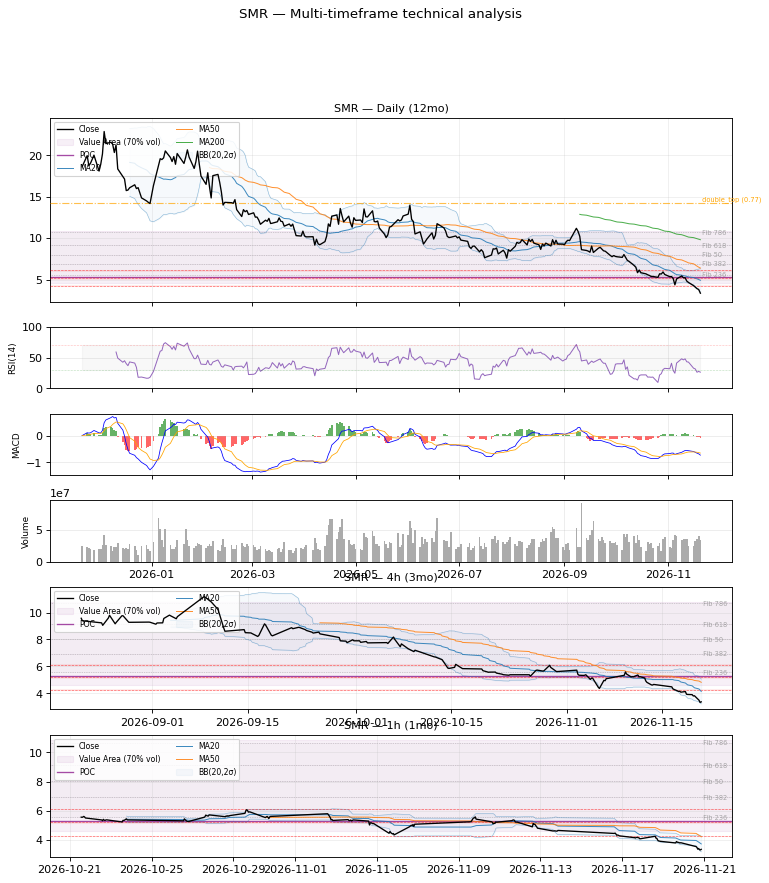 SMR — Multi-timeframe technical analysis
SMR — Daily (12mo)
Close
Value Area (70% vol)
POC
MA20
MA50
MA200
BB(20,2σ)
20
15
10
5
double_top (0.77)
Fib 786
Fib 618
Fib 50
Fib 382
Fib 236
RSI(14)
100
50
0
MACD
0
−1
1e7
Volume
5
0
2026-01 2026-03 2026-05 2026-07 2026-09 2026-11
SMR — 4h (3mo)
Close
Value Area (70% vol)
POC
MA20
MA50
BB(20,2σ)
10
8
6
4
Fib 786
Fib 618
Fib 50
Fib 382
Fib 236
2026-09-01 2026-09-15 2026-10-01 2026-10-15 2026-11-01 2026-11-15
SMR — 1h (1mo)
Close
Value Area (70% vol)
POC
MA20
MA50
BB(20,2σ)
10
8
6
4
Fib 786
Fib 618
Fib 50
Fib 382
Fib 236
2026-10-21 2026-10-25 2026-10-29 2026-11-01 2026-11-05 2026-11-09 2026-11-13 2026-11-17 2026-11-21